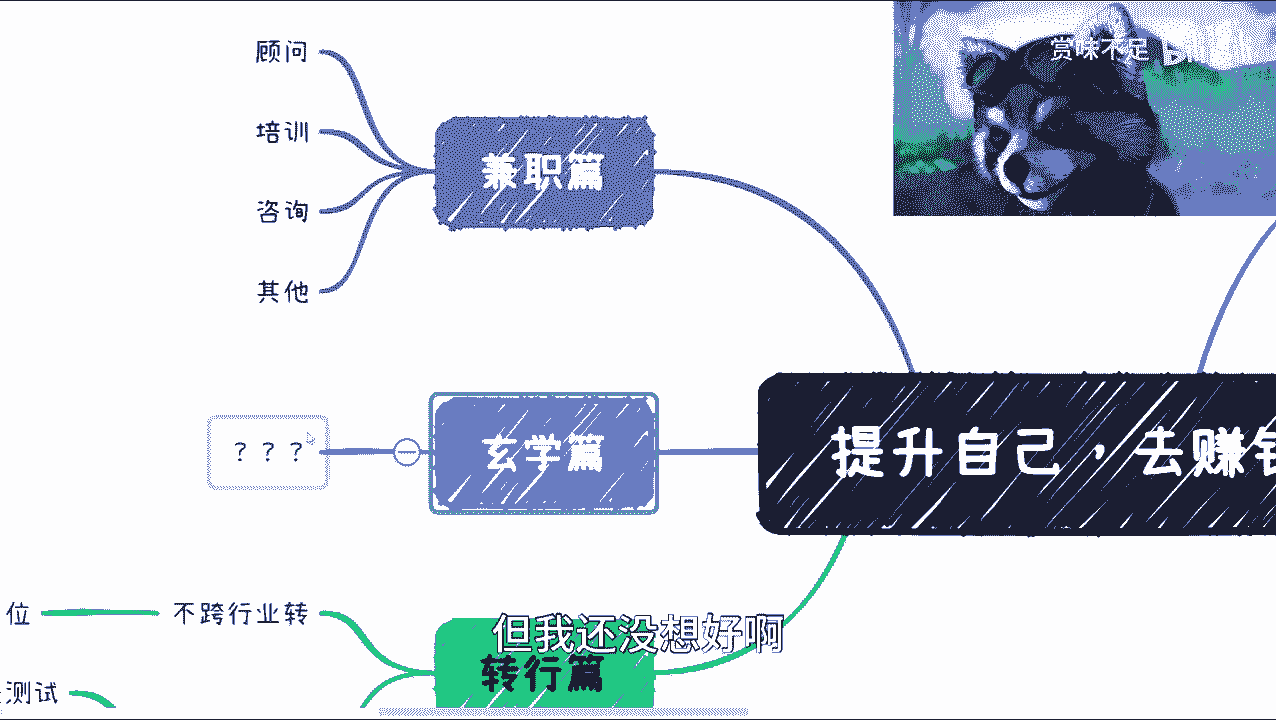 顾问
培训
咨询
其他
兼职篇
赏味不足
？？？
玄学篇
提升自己，去赚
位
不跨行业转
测试
转行篇
但我还没想好啊